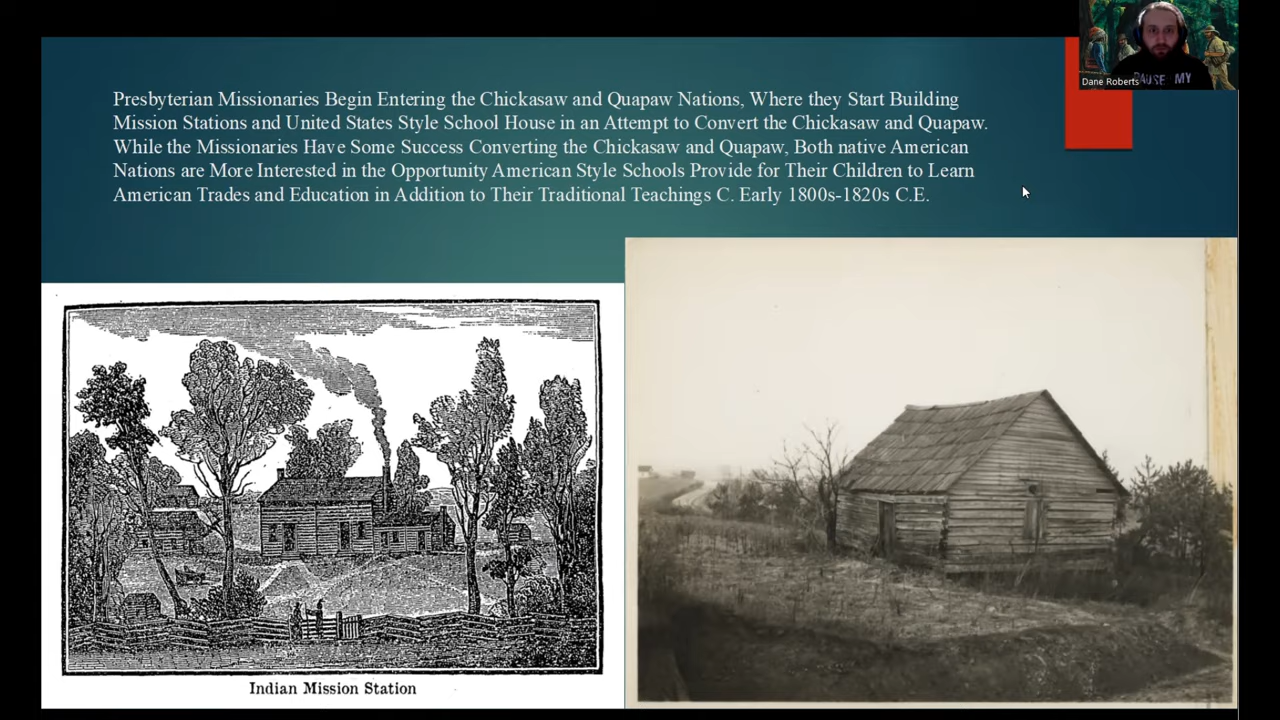 Presbyterian Missionaries Begin Entering the Chickasaw and Quapaw Nations, Where they Start Building
Mission Stations and United States Style School House in an Attempt to Convert the Chickasaw and Quapaw.
While the Missionaries Have Some Success Converting the Chickasaw and Quapaw, Both native American
Nations are More Interested in the Opportunity American Style Schools Provide for Their Children to Learn
American Trades and Education in Addition to Their Traditional Teachings C. Early 1800s-1820s C.E.
Dane Roberts
PAUSE MY
Indian Mission Station